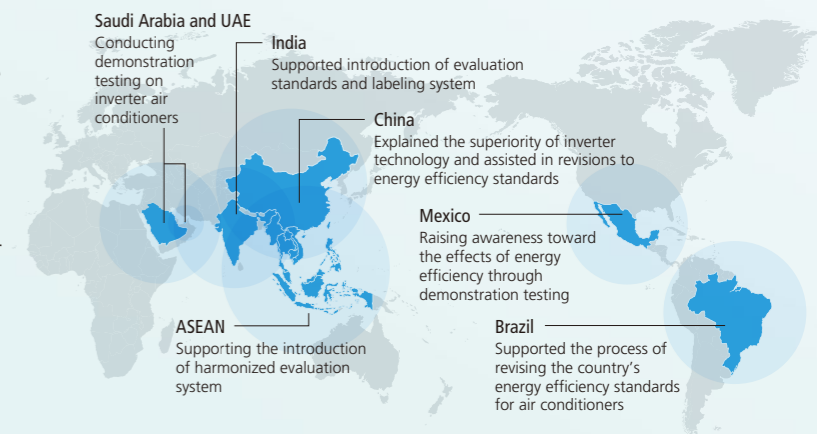 Saudi Arabia and UAE
Conducting
demonstration
testing on
inverter air
conditioners
India
Supported introduction of evaluation
standards and labeling system
China
Explained the superiority of inverter
technology and assisted in revisions to
energy efficiency standards
Mexico
Raising awareness toward
the effects of energy
efficiency through
demonstration testing
ASEAN
Supporting the introduction
of harmonized evaluation
system
Brazil
Supported the process of
revising the country's
energy efficiency standards
for air conditioners